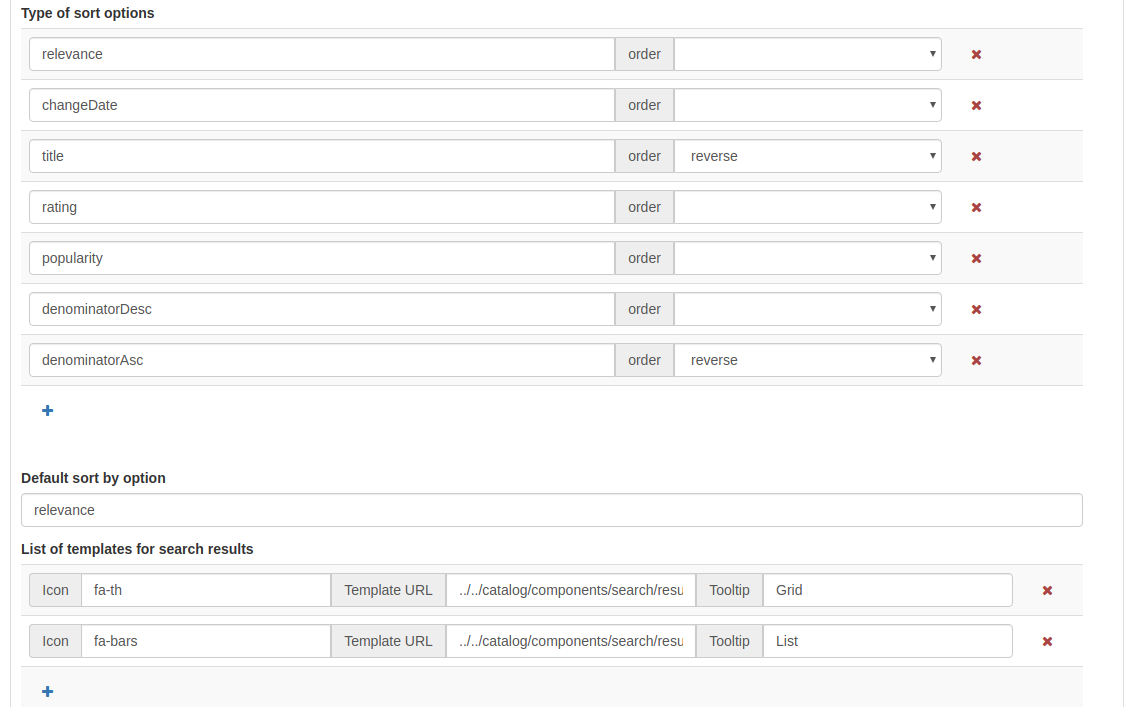 Type of sort options
relevance order
changeDate order
title order reverse
rating order
popularity order
denominatorDesc order
denominatorAsc order reverse
Default sort by option
relevance
List of templates for search results
Icon fa-th Template URL ../../catalog/components/search/resu Tooltip Grid
Icon fa-bars Template URL ../../catalog/components/search/resu Tooltip List